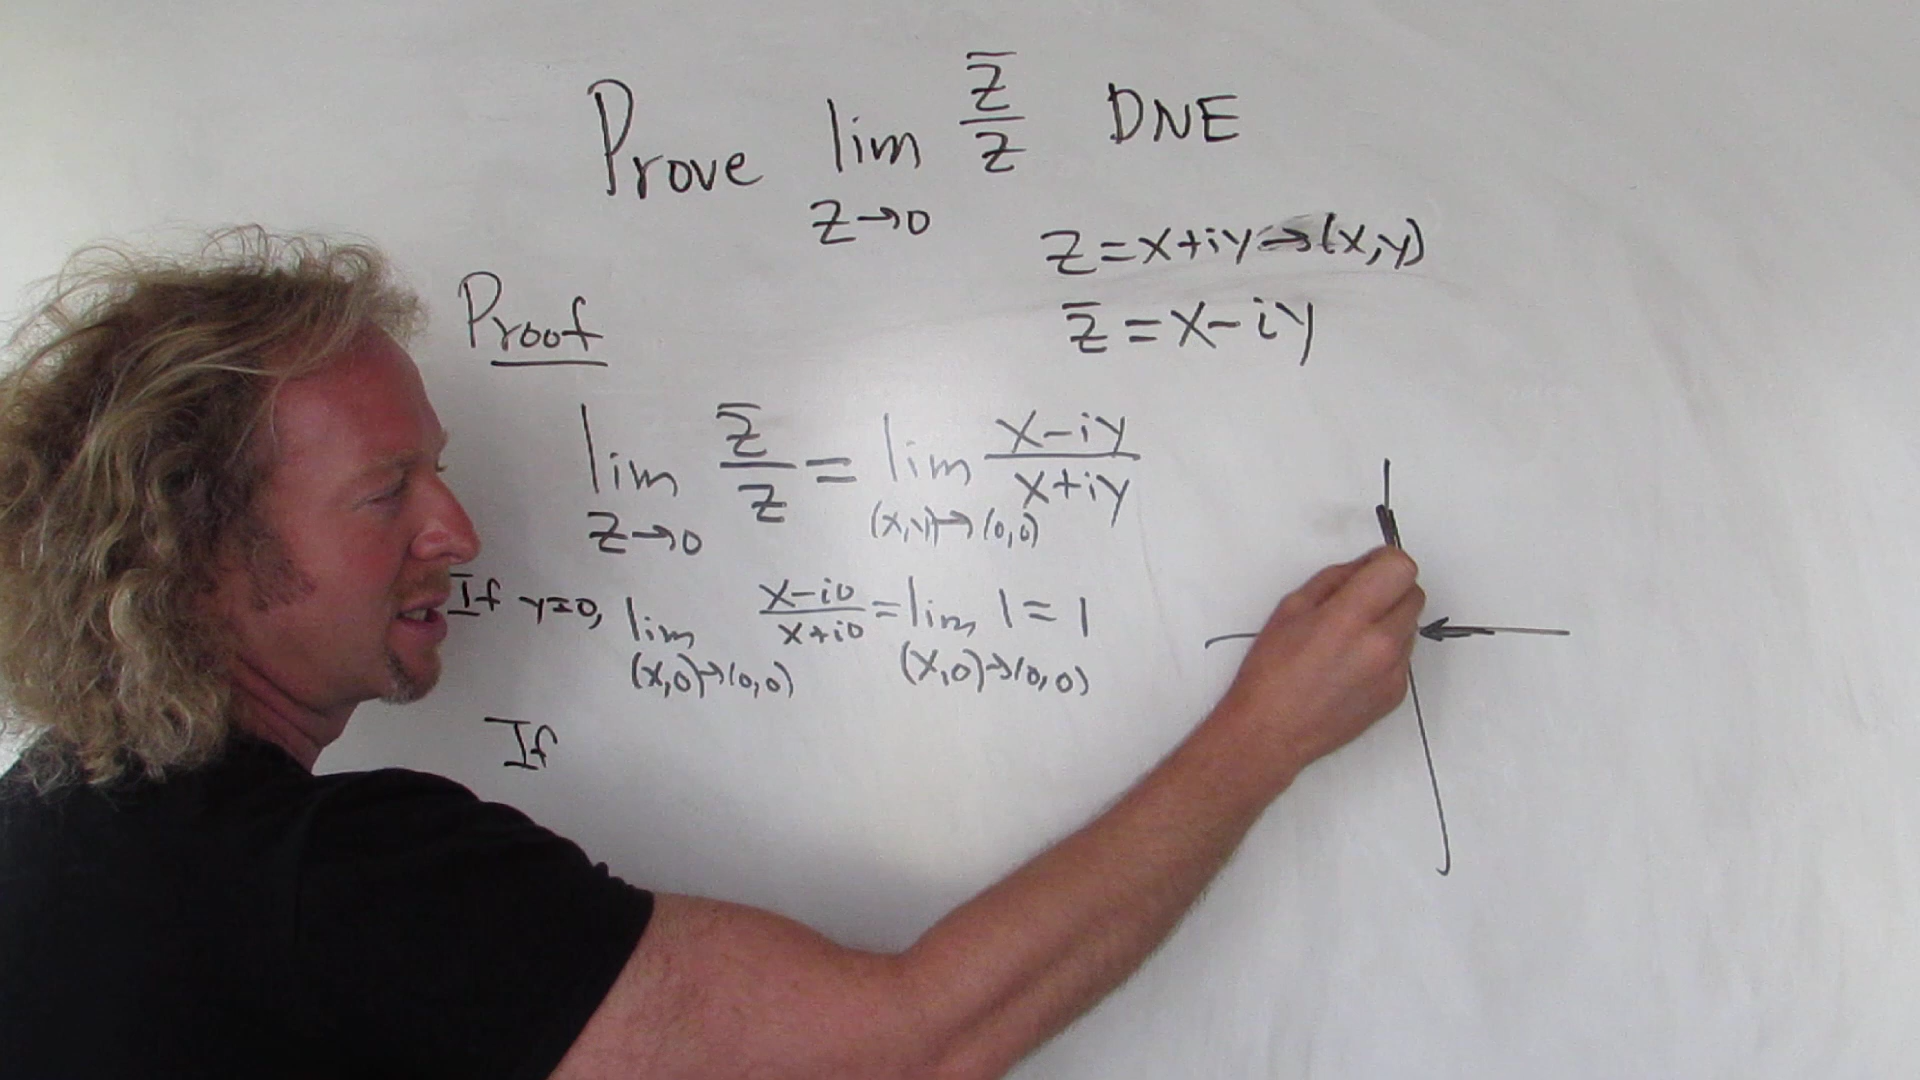 Prove lim z→0 z̅/z DNE
z=x+iy→(x,y)
z̅=x-iy
Proof
lim z→0 z̅/z = lim (x,y)→(0,0) x-iy/x+iy
If y=0, lim (x,0)→(0,0) x-i0/x+i0 = lim (x,0)→(0,0) 1=1
If